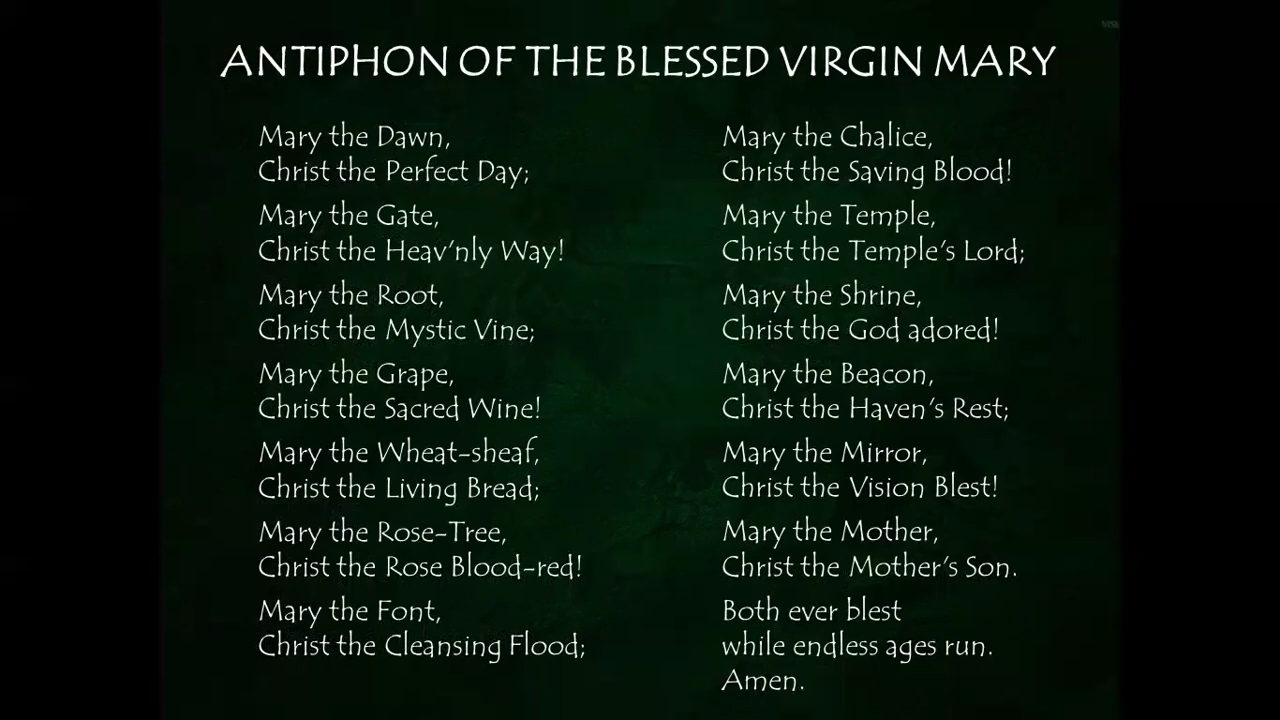 ANTIPHON OF THE BLESSED VIRGIN MARY
Mary the Dawn,
Christ the Perfect Day;
Mary the Gate,
Christ the Heav'nly Way!
Mary the Root,
Christ the Mystic Vine;
Mary the Grape,
Christ the Sacred Wine!
Mary the Wheat-sheaf,
Christ the Living Bread;
Mary the Rose-Tree,
Christ the Rose Blood-red!
Mary the Font,
Christ the Cleansing Flood;
Mary the Chalice,
Christ the Saving Blood!
Mary the Temple,
Christ the Temple's Lord;
Mary the Shrine,
Christ the God adored!
Mary the Beacon,
Christ the Haven's Rest;
Mary the Mirror,
Christ the Vision Blest!
Mary the Mother,
Christ the Mother's Son.
Both ever blest
while endless ages run.
Amen.